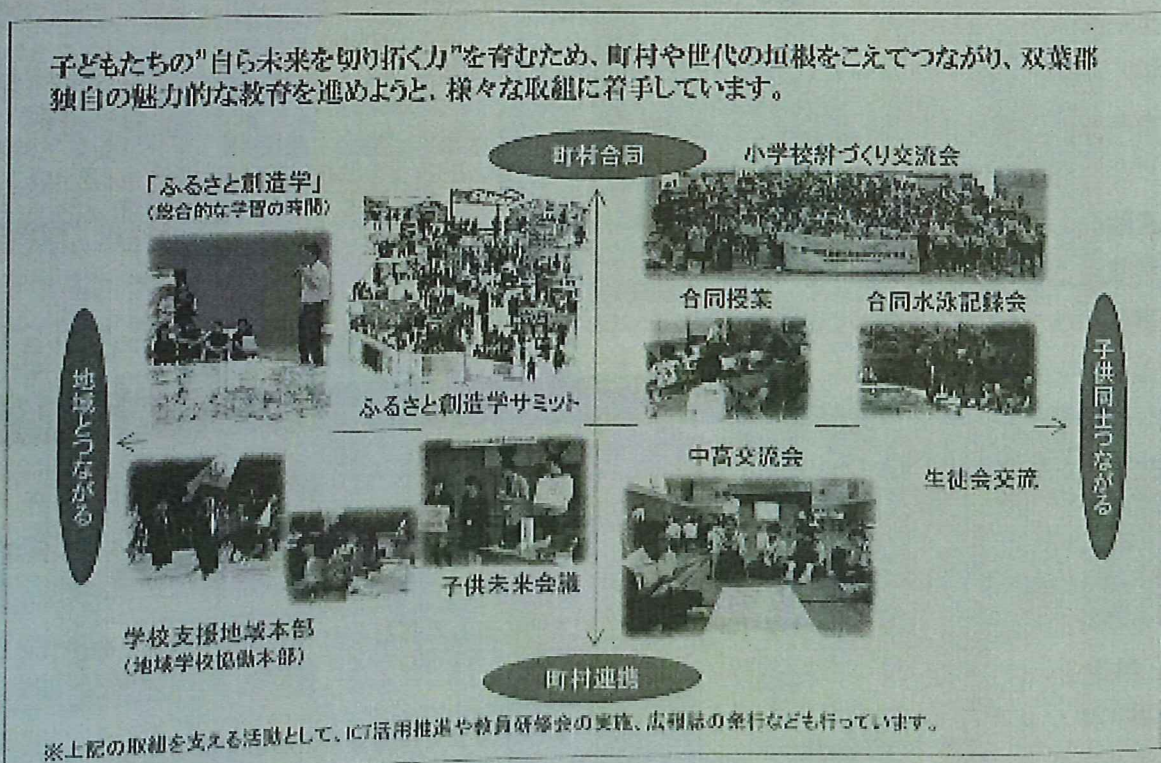 子どもたちの"自ら未来を切り拓く力"を育むため、町村や世代の垣根をこえてつながり、双葉郡
独自の魅力的な教育を進めようと、様々な取組に着手しています。
町村合同
小学校絆づくり交流会
「ふるさと創造学」
(総合的な学習の時間)
合同授業
合同水泳記録会
地域とつながる
子供同士つながる
ふるさと創造学サミット
中高交流会
生徒会交流
子供未来会議
学校支援地域本部
(地域学校協働本部)
町村連携
※上記の取組を支える活動として、ICT活用推進や教員研修会の実施、広報誌の発行なども行っています。